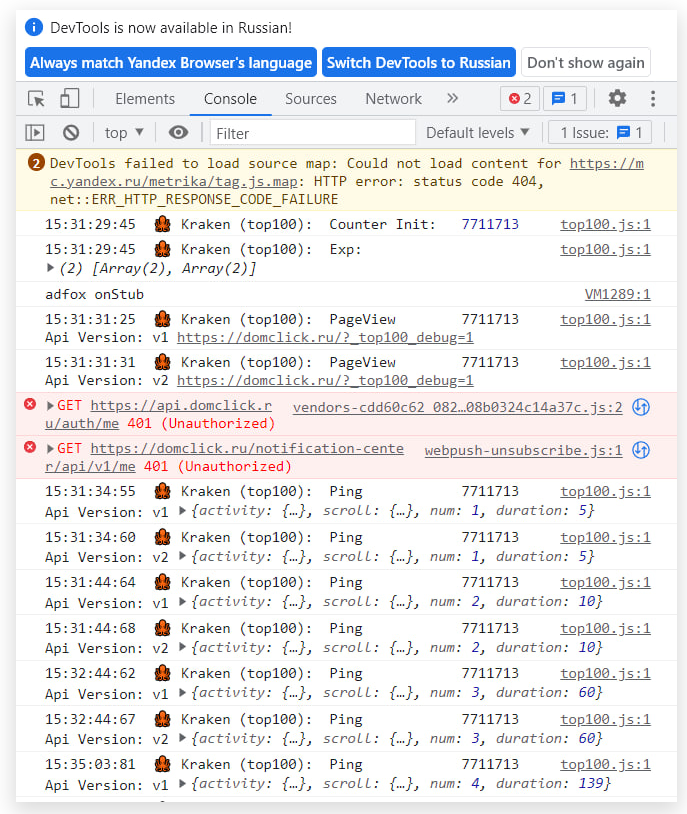 DevTools is now available in Russian!
Always match Yandex Browser's language Switch DevTools to Russian Don't show again
Elements Console Sources Network 2 1
top Filter Default levels 1 Issue: 1
2 DevTools failed to load source map: Could not load content for https://m
c.yandex.ru/metrika/tag.js.map: HTTP error: status code 404,
net::ERR_HTTP_RESPONSE_CODE_FAILURE
15:31:29:45 Kraken (top100): Counter Init: 7711713 top100.js:1
15:31:29:45 Kraken (top100): Exp: top100.js:1
(2) [Array(2), Array(2)]
adfox onStub VM1289:1
15:31:31:25 Kraken (top100): PageView 7711713 top100.js:1
Api Version: v1 https://domclick.ru/?_top100_debug=1
15:31:31:31 Kraken (top100): PageView 7711713 top100.js:1
Api Version: v2 https://domclick.ru/?_top100_debug=1
GET https://api.domclick.r vendors-cdd60c62 082…08b0324c14a37c.js:2
u/auth/me 401 (Unauthorized)
GET https://domclick.ru/notification-cente webpush-unsubscribe.js:1
r/api/v1/me 401 (Unauthorized)
15:31:34:55 Kraken (top100): Ping 7711713 top100.js:1
Api Version: v1 {activity: {…}, scroll: {…}, num: 1, duration: 5}
15:31:34:60 Kraken (top100): Ping 7711713 top100.js:1
Api Version: v2 {activity: {…}, scroll: {…}, num: 1, duration: 5}
15:31:44:64 Kraken (top100): Ping 7711713 top100.js:1
Api Version: v1 {activity: {…}, scroll: {…}, num: 2, duration: 10}
15:31:44:68 Kraken (top100): Ping 7711713 top100.js:1
Api Version: v2 {activity: {…}, scroll: {…}, num: 2, duration: 10}
15:32:44:62 Kraken (top100): Ping 7711713 top100.js:1
Api Version: v1 {activity: {…}, scroll: {…}, num: 3, duration: 60}
15:32:44:67 Kraken (top100): Ping 7711713 top100.js:1
Api Version: v2 {activity: {…}, scroll: {…}, num: 3, duration: 60}
15:35:03:81 Kraken (top100): Ping 7711713 top100.js:1
Api Version: v1 {activity: {…}, scroll: {…}, num: 4, duration: 139}